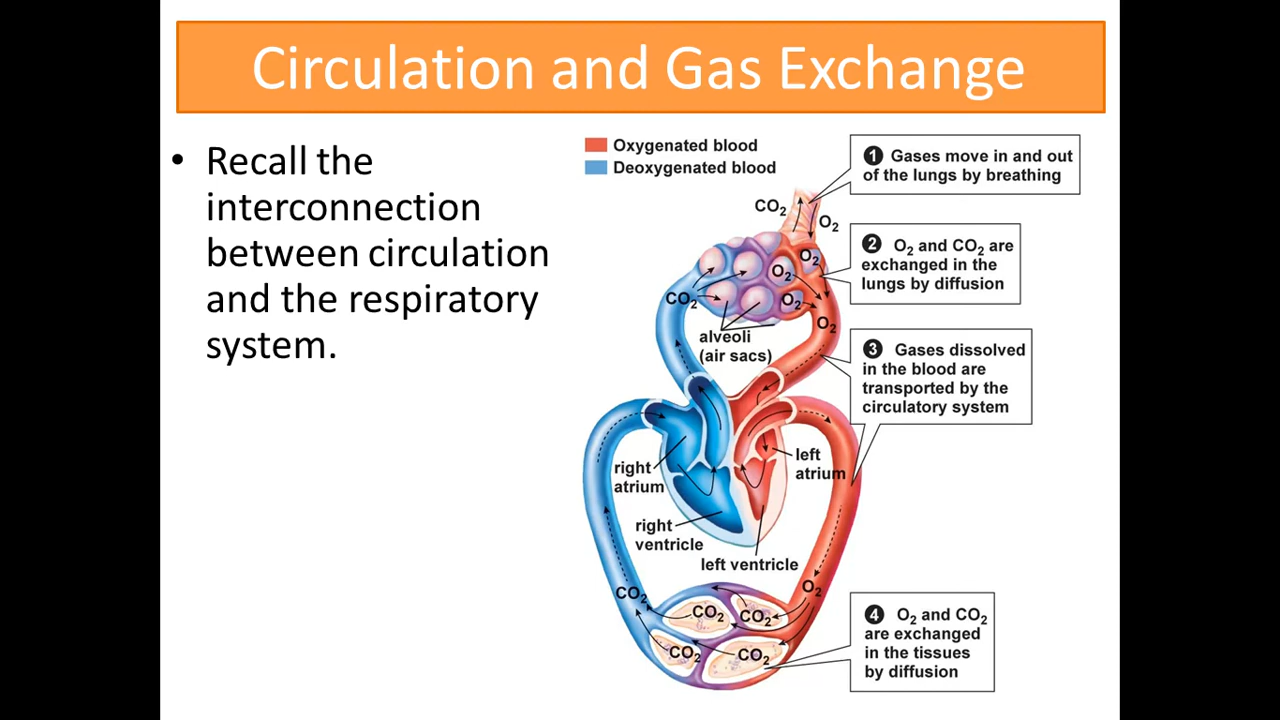 Circulation and Gas Exchange
• Recall the
interconnection
between circulation
and the respiratory
system.
Oxygenated blood
Deoxygenated blood
1 Gases move in and out
of the lungs by breathing
CO₂
O₂
2 O₂ and CO₂ are
exchanged in the
lungs by diffusion
O₂
O₂
CO₂
O₂
O₂
alveoli
(air sacs)
3 Gases dissolved
in the blood are
transported by the
circulatory system
left
atrium
right
atrium
right
ventricle
left ventricle
CO₂
O₂
CO₂
CO₂
CO₂
CO₂
4 O₂ and CO₂
are exchanged
in the tissues
by diffusion